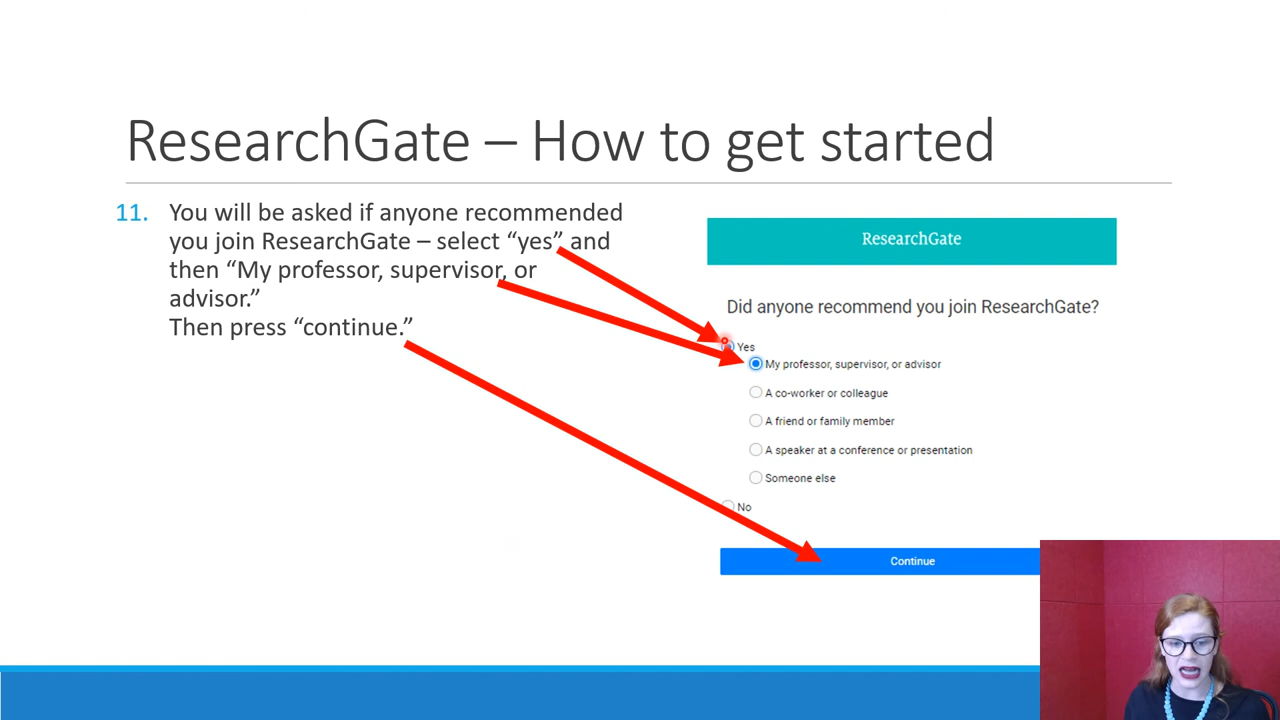 ResearchGate – How to get started
11. You will be asked if anyone recommended
you join ResearchGate – select “yes” and
then “My professor, supervisor, or
advisor.”
Then press “continue.”
ResearchGate
Did anyone recommend you join ResearchGate?
Yes
My professor, supervisor, or advisor
A co-worker or colleague
A friend or family member
A speaker at a conference or presentation
Someone else
No
Continue